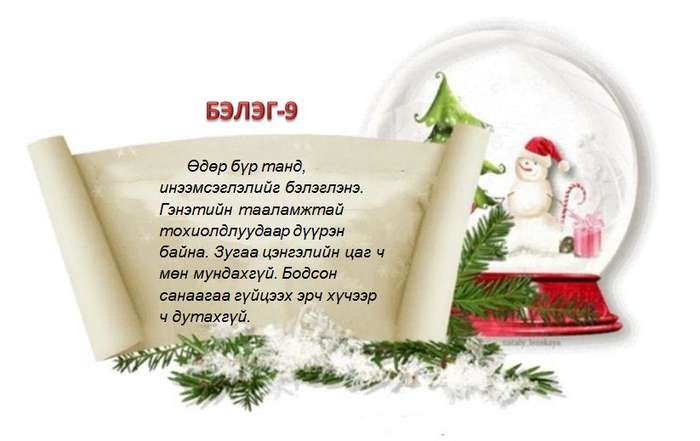 БЭЛЭГ-9
Өдөр бүр танд,
инээмсэглэлийг бэлэглэнэ.
Гэнэтийн тааламжтай
тохиолдлуудаар дүүрэн
байна. Зугаа цэнгэлийн цаг ч
мөн мундахгүй. Бодсон
санаагаа гүйцээх эрч хүчээр
ч дутахгүй.